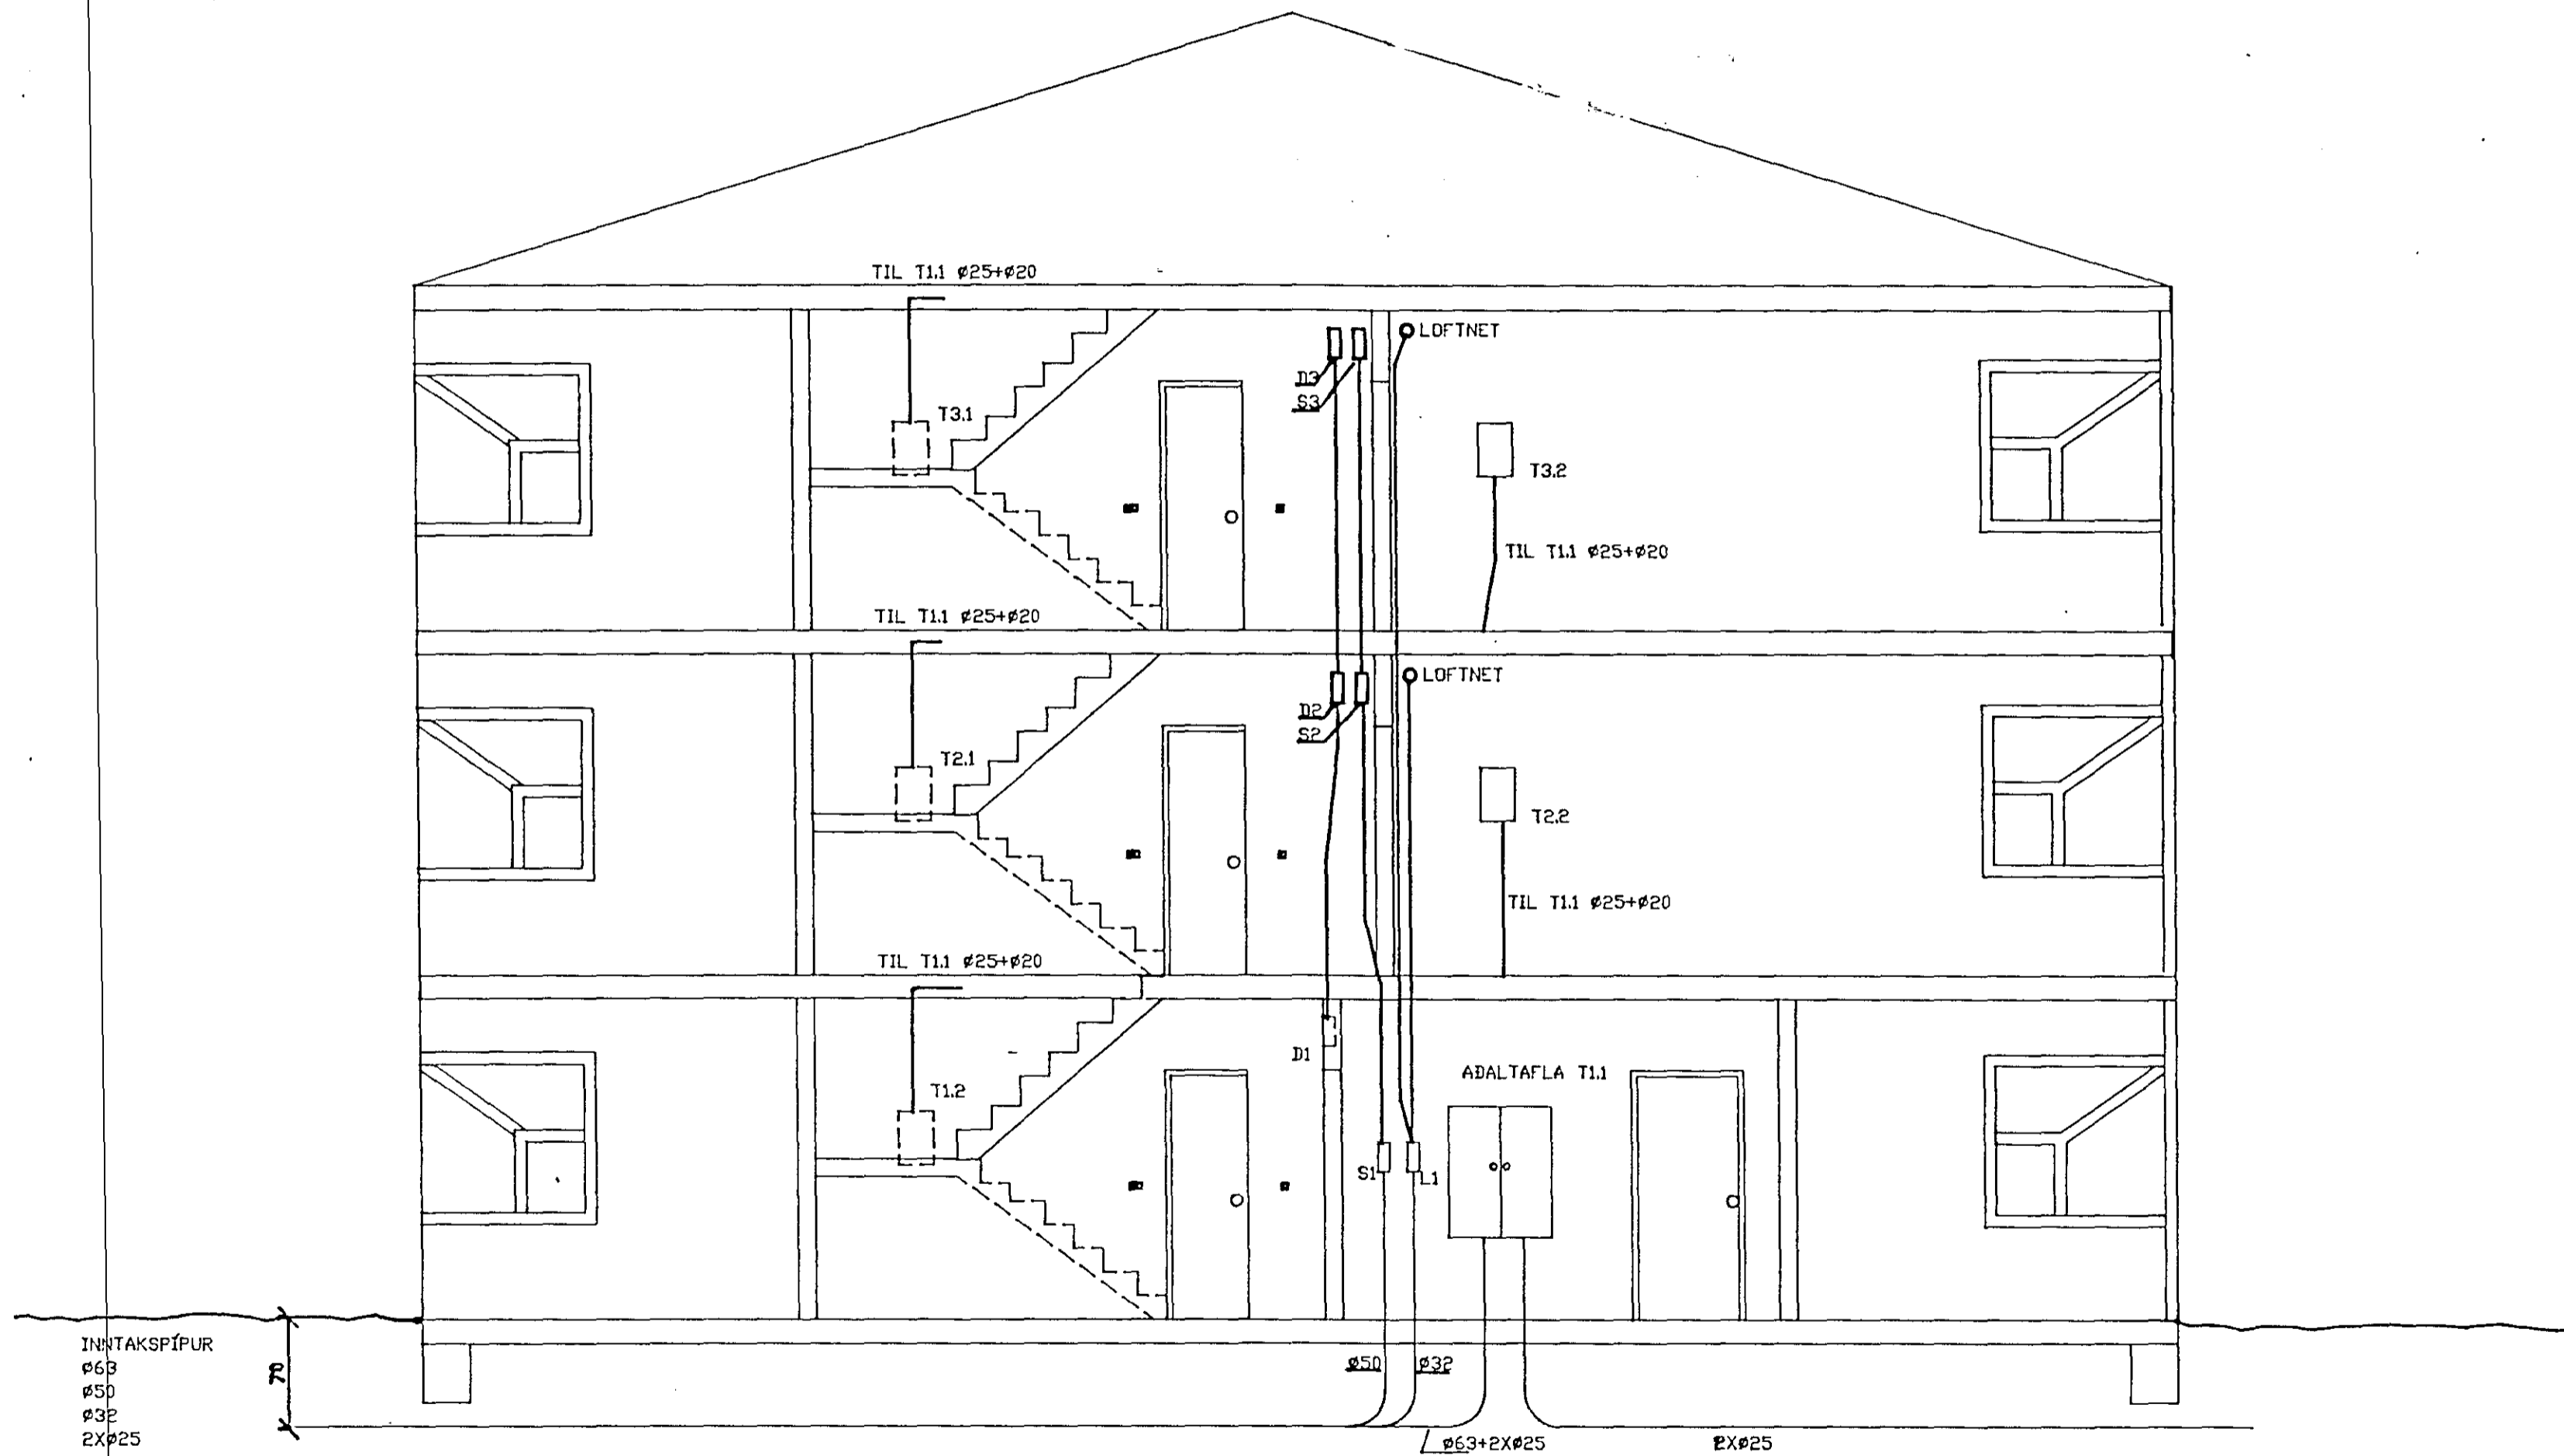 TIL T1.1 ø25+ø20
LOFTNET
D3
S3
T3.1
T3.2
TIL T1.1 ø25+ø20
TIL T1.1 ø25+ø20
LOFTNET
D2
S2
T2.1
T2.2
TIL T1.1 ø25+ø20
TIL T1.1 ø25+ø20
D1
AÐALTAFLA T1.1
T1.2
S1
L1
INNTAKSPÍPUR
ø63
ø50
ø32
2Xø25
ø50
ø32
ø63+2Xø25
2Xø25